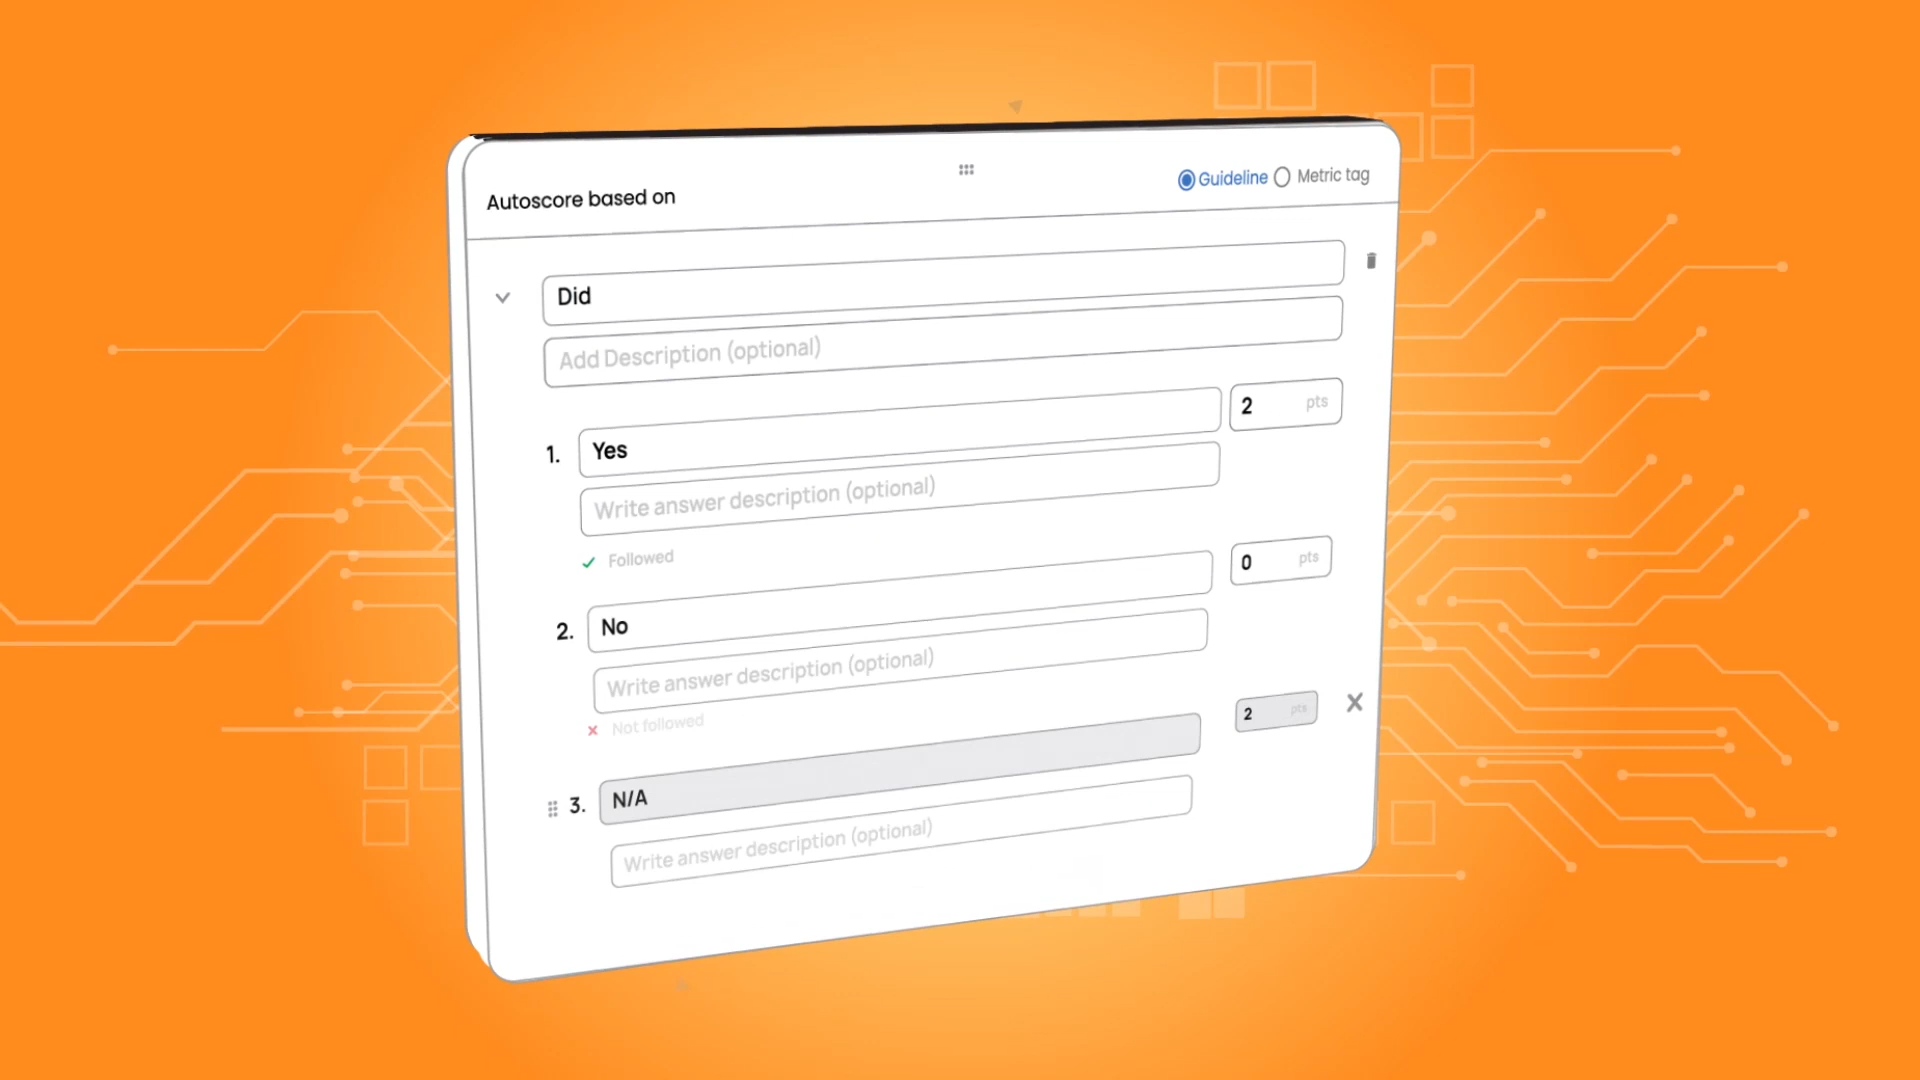 Autoscore based on
Guideline Metric tag
Did
Add Description (optional)
1. Yes 2 pts
Write answer description (optional)
Followed
2. No 0 pts
Write answer description (optional)
Not followed
3. N/A 2 pts
Write answer description (optional)